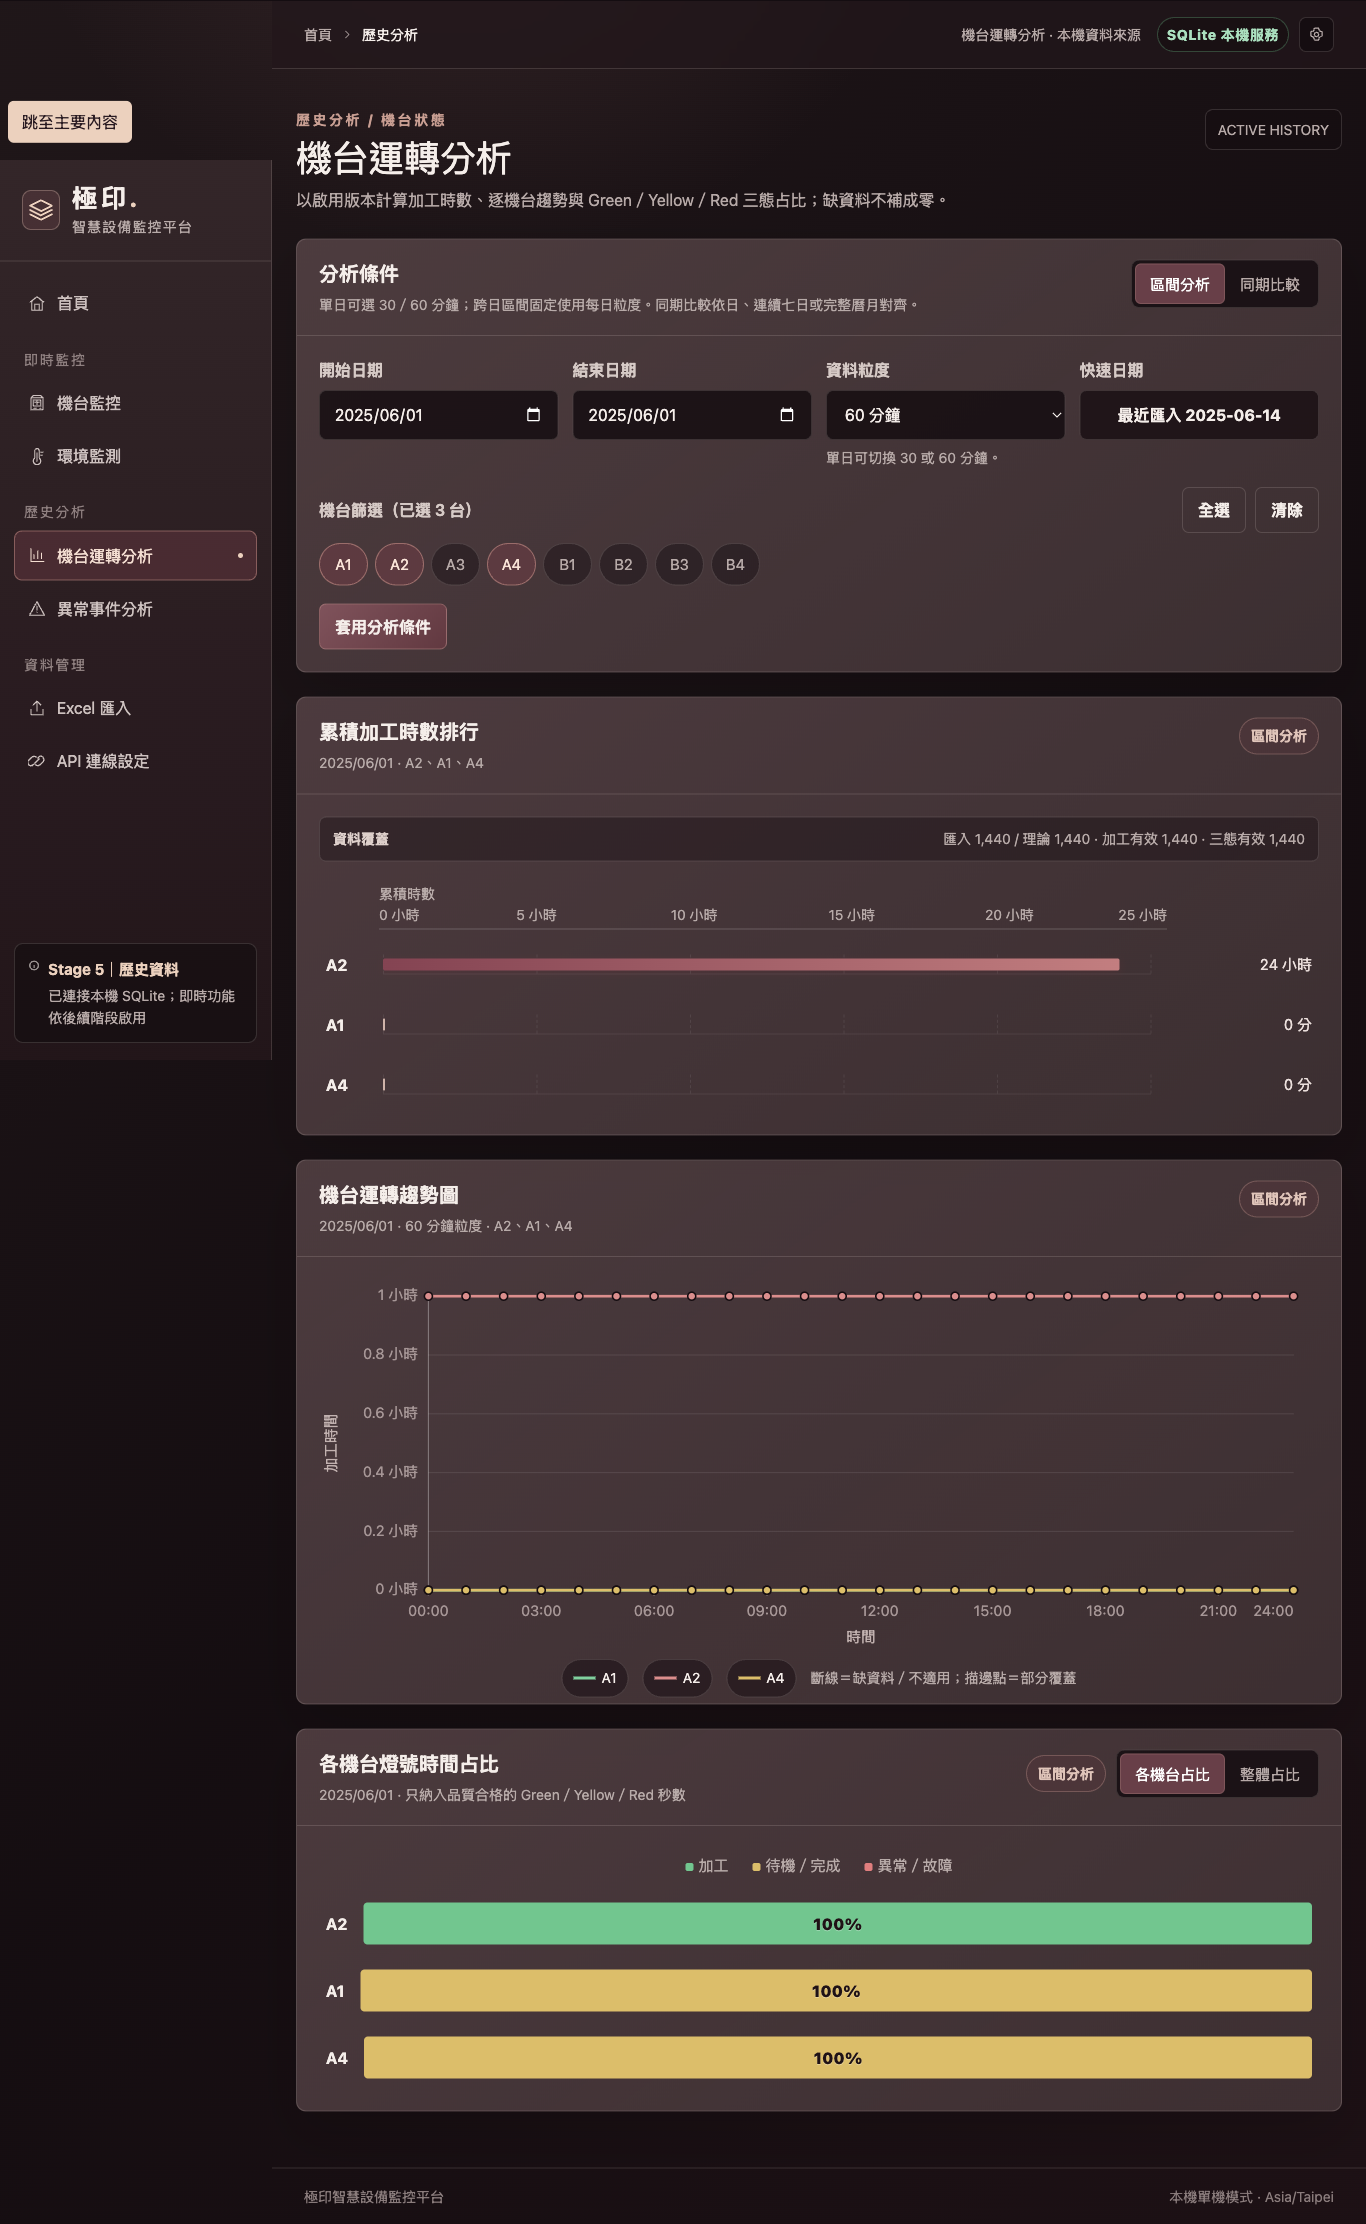 首頁 › 歷史分析
機台運轉分析 · 本機資料來源
SQLite 本機服務
跳至主要內容
極印.
智慧設備監控平台
首頁
即時監控
機台監控
環境監測
歷史分析
機台運轉分析
異常事件分析
資料管理
Excel 匯入
API 連線設定
Stage 5｜歷史資料
已連接本機 SQLite；即時功能
依後續階段啟用
歷史分析 / 機台狀態
機台運轉分析
ACTIVE HISTORY
以啟用版本計算加工時數、逐機台趨勢與 Green / Yellow / Red 三態占比；缺資料不補成零。
分析條件
單日可選 30 / 60 分鐘；跨日區間固定使用每日粒度。同期比較依日、連續七日或完整曆月對齊。
區間分析 同期比較
開始日期 結束日期 資料粒度 快速日期
2025/06/01 2025/06/01 60 分鐘 最近匯入 2025-06-14
單日可切換 30 或 60 分鐘。
機台篩選（已選 3 台）
全選 清除
A1 A2 A3 A4 B1 B2 B3 B4
套用分析條件
累積加工時數排行
2025/06/01 · A2、A1、A4
區間分析
資料覆蓋 匯入 1,440 / 理論 1,440 · 加工有效 1,440 · 三態有效 1,440
累積時數
0 小時 5 小時 10 小時 15 小時 20 小時 25 小時
A2 24 小時
A1 0 分
A4 0 分
機台運轉趨勢圖
2025/06/01 · 60 分鐘粒度 · A2、A1、A4
區間分析
加工時間
1 小時
0.8 小時
0.6 小時
0.4 小時
0.2 小時
0 小時
00:00 03:00 06:00 09:00 12:00 15:00 18:00 21:00 24:00
時間
A1 A2 A4 斷線＝缺資料 / 不適用；描邊點＝部分覆蓋
各機台燈號時間占比
2025/06/01 · 只納入品質合格的 Green / Yellow / Red 秒數
區間分析 各機台占比 整體占比
加工 待機 / 完成 異常 / 故障
A2 100%
A1 100%
A4 100%
極印智慧設備監控平台
本機單機模式 · Asia/Taipei